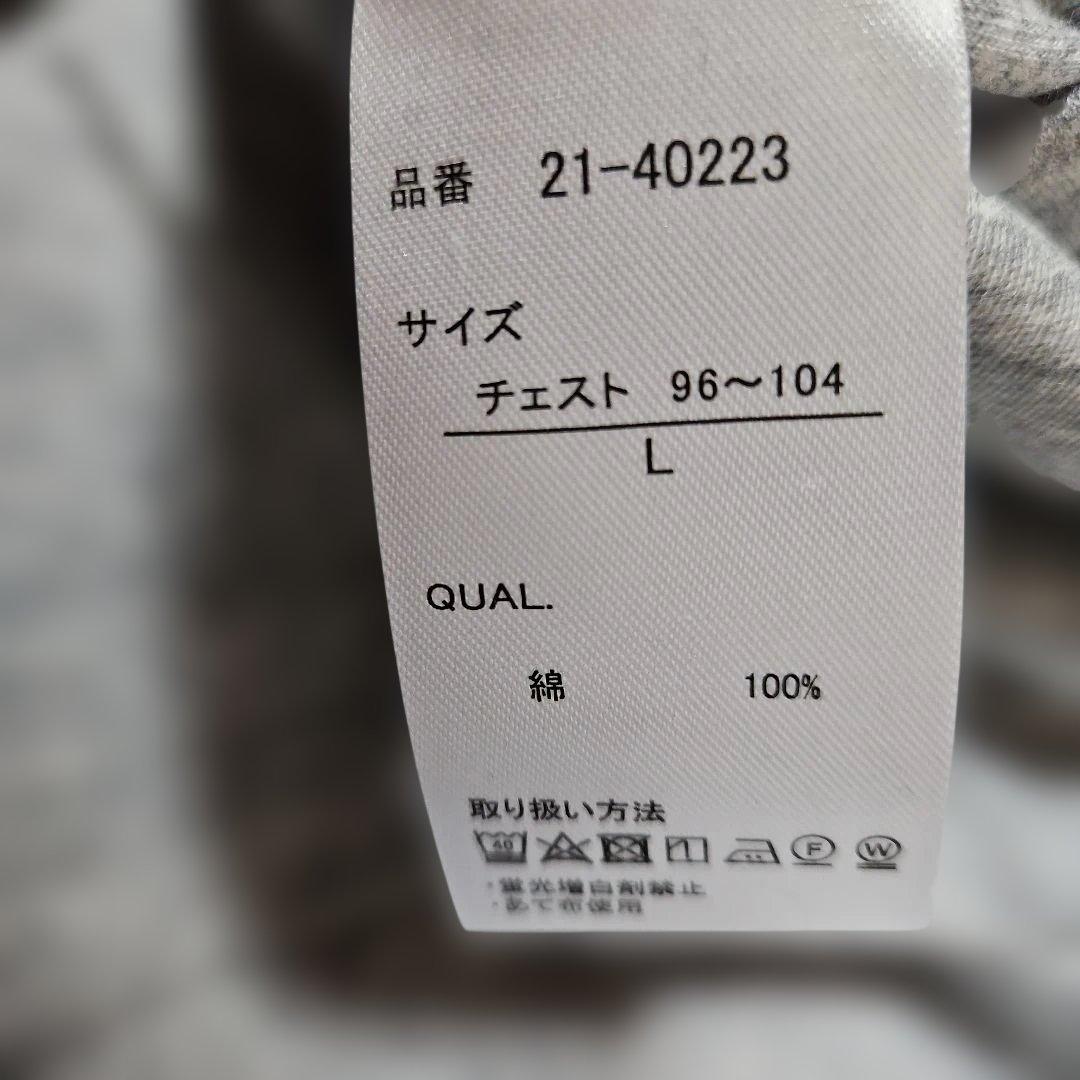 品番 21-40223
サイズ
チェスト 96～104
L
QUAL.
綿 100%
取り扱い方法
40 F W
・蛍光増白剤禁止
・あて布使用